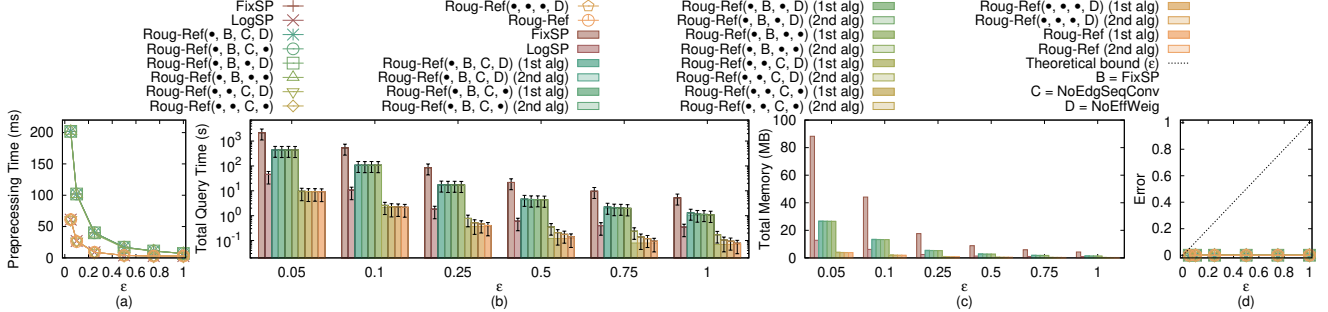 FixSP
LogSP
Roug-Ref(•, B, C, D)
Roug-Ref(•, B, C, •)
Roug-Ref(•, B, •, D)
Roug-Ref(•, B, •, •)
Roug-Ref(•, •, C, D)
Roug-Ref(•, •, C, •)
Roug-Ref(•, •, •, D)
Roug-Ref
FixSP
LogSP
Roug-Ref(•, B, C, D) (1st alg)
Roug-Ref(•, B, C, D) (2nd alg)
Roug-Ref(•, B, C, •) (1st alg)
Roug-Ref(•, B, C, •) (2nd alg)
Roug-Ref(•, B, •, D) (1st alg)
Roug-Ref(•, B, •, D) (2nd alg)
Roug-Ref(•, B, •, •) (1st alg)
Roug-Ref(•, B, •, •) (2nd alg)
Roug-Ref(•, •, C, D) (1st alg)
Roug-Ref(•, •, C, D) (2nd alg)
Roug-Ref(•, •, C, •) (1st alg)
Roug-Ref(•, •, C, •) (2nd alg)
Roug-Ref(•, •, •, D) (1st alg)
Roug-Ref(•, •, •, D) (2nd alg)
Roug-Ref (1st alg)
Roug-Ref (2nd alg)
Theoretical bound (ε)
B = FixSP
C = NoEdgSeqConv
D = NoEffWeig
Preprecessing Time (ms)
200
150
100
50
0
0 0.2 0.4 0.6 0.8 1
ε
(a)
Total Query Time (s)
10³
10²
10¹
10⁰
10⁻¹
0.05 0.1 0.25 0.5 0.75 1
ε
(b)
Total Memory (MB)
100
80
60
40
20
0
0.05 0.1 0.25 0.5 0.75 1
ε
(c)
Error
1
0.8
0.6
0.4
0.2
0
0 0.2 0.4 0.6 0.8 1
ε
(d)